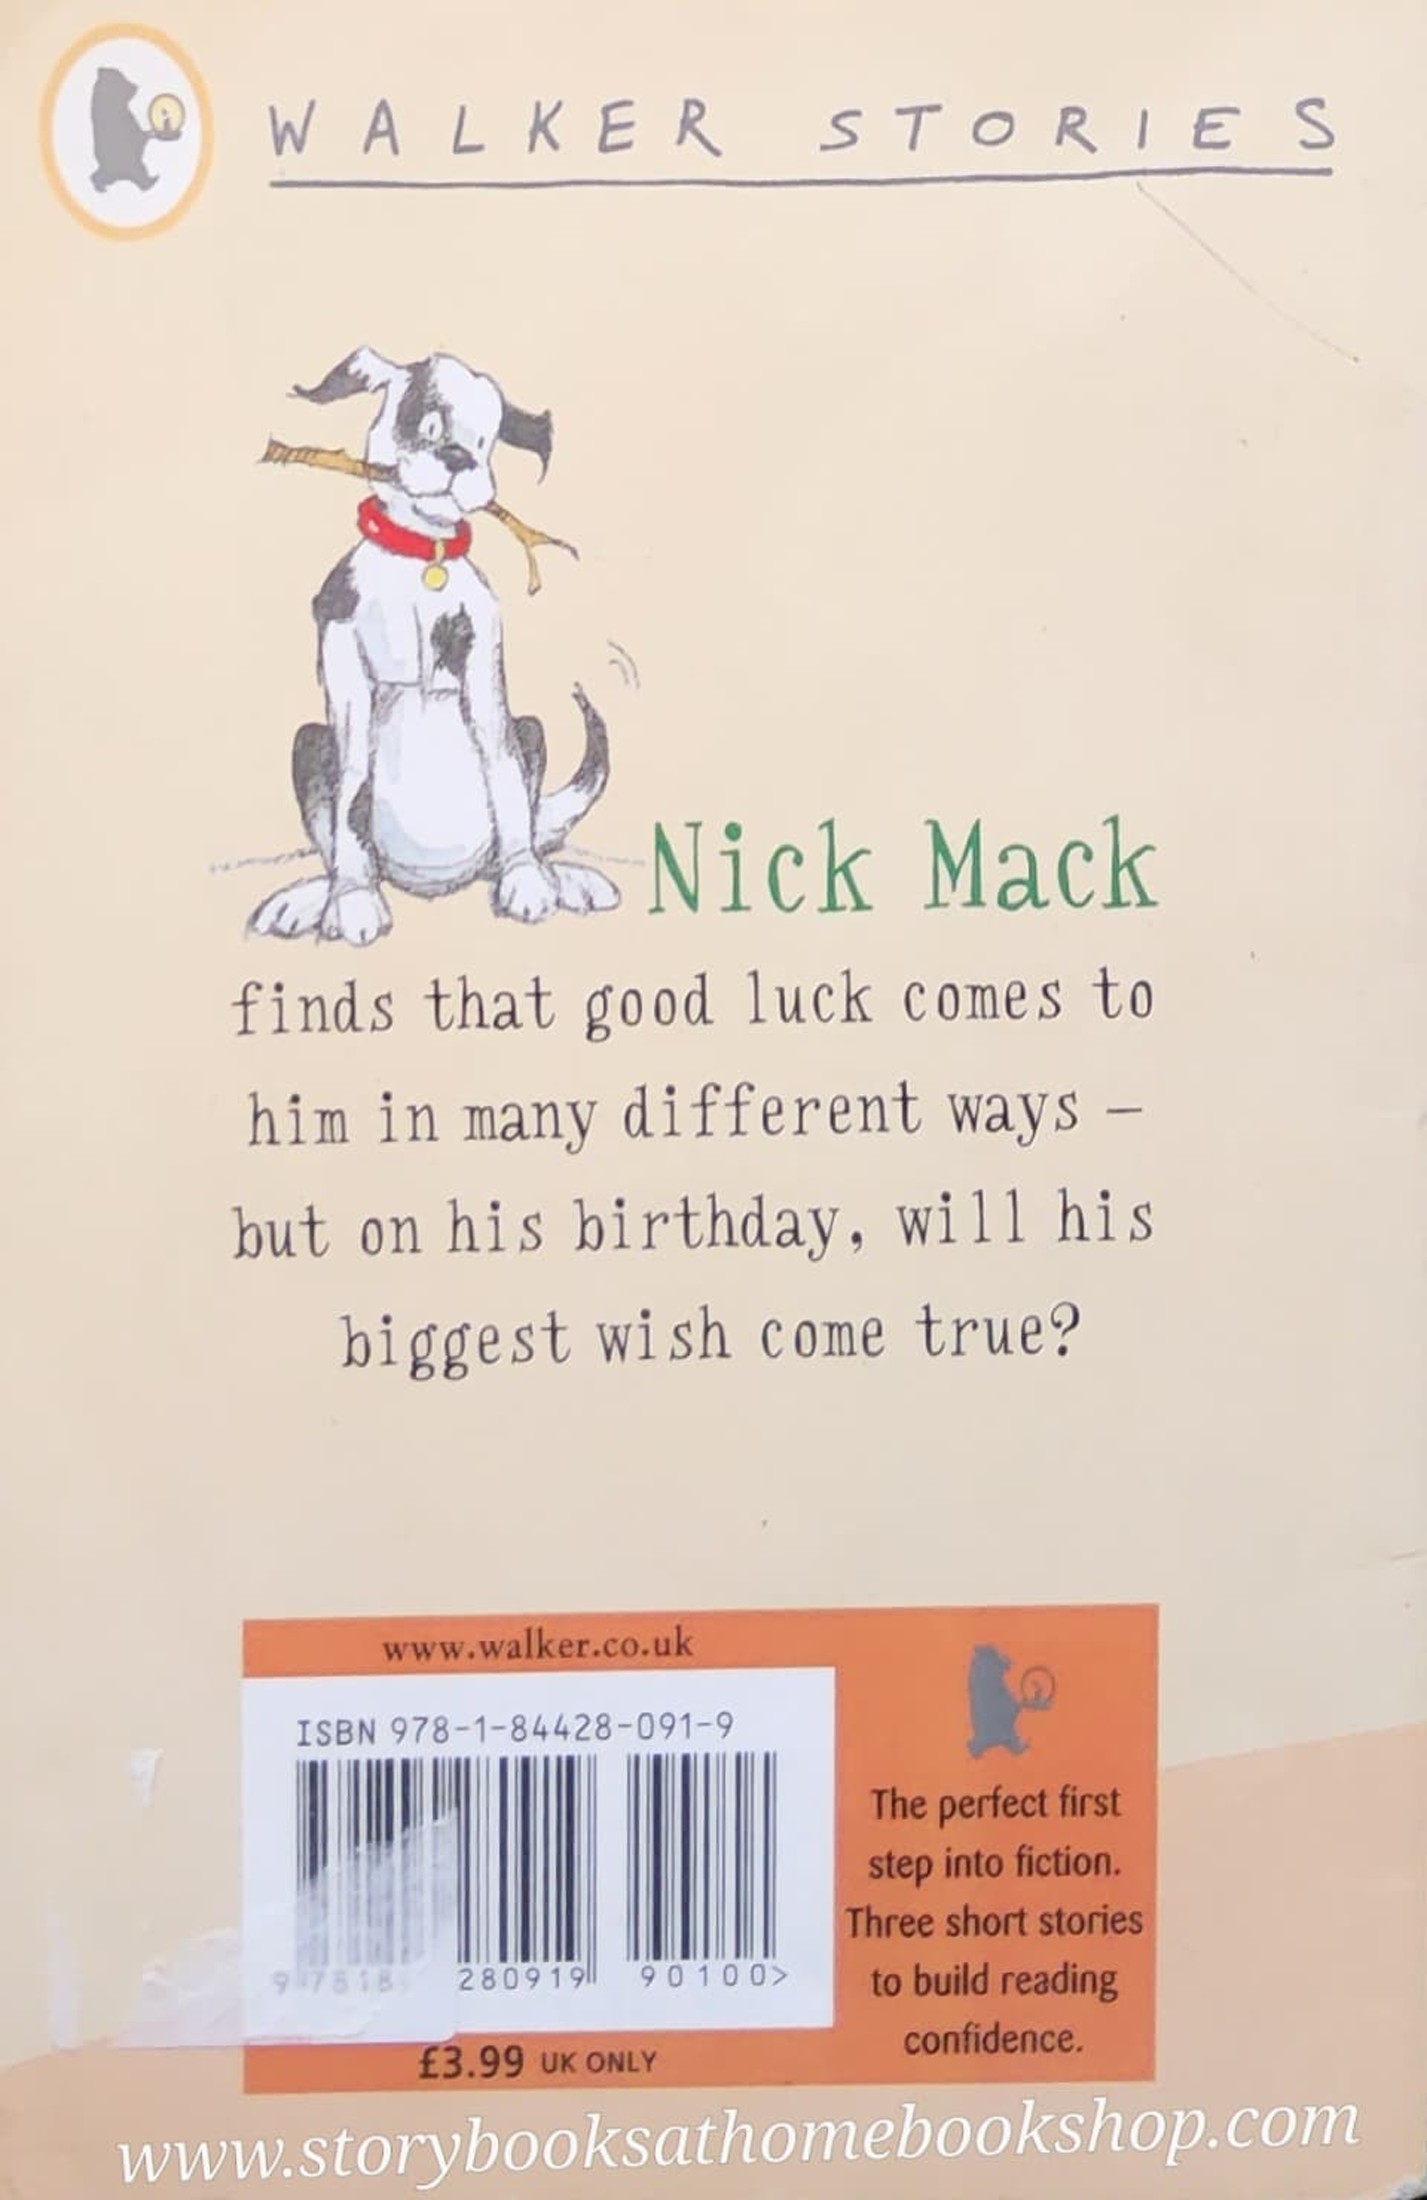 WALKER STORIES
Nick Mack
finds that good luck comes to
him in many different ways –
but on his birthday, will his
biggest wish come true?
www.walker.co.uk
ISBN 978-1-84428-091-9
280919 90100>
£3.99 UK ONLY
The perfect first
step into fiction.
Three short stories
to build reading
confidence.
www.storybooksathomebookshop.com